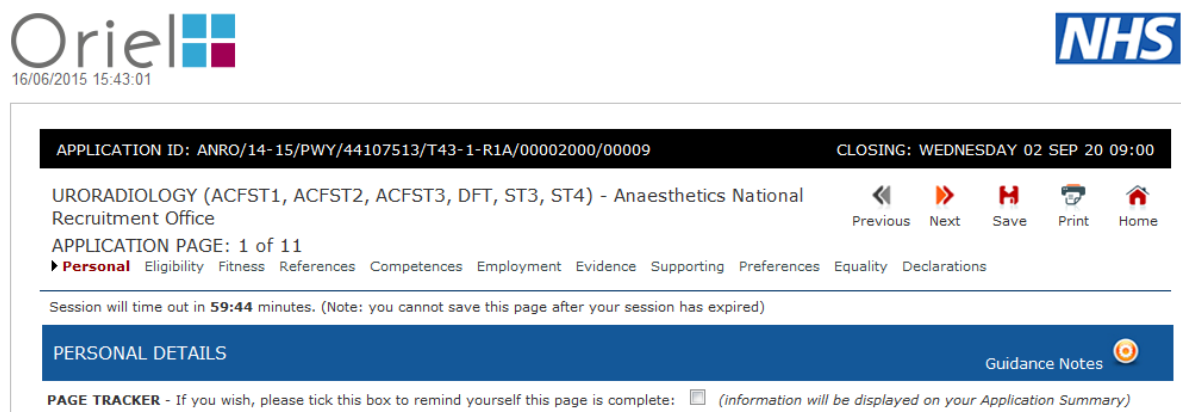 Oriel
NHS
16/06/2015 15:43:01
APPLICATION ID: ANRO/14-15/PWY/44107513/T43-1-R1A/00002000/00009 CLOSING: WEDNESDAY 02 SEP 20 09:00
URORADIOLOGY (ACFST1, ACFST2, ACFST3, DFT, ST3, ST4) - Anaesthetics National
Recruitment Office
Previous Next Save Print Home
APPLICATION PAGE: 1 of 11
Personal Eligibility Fitness References Competences Employment Evidence Supporting Preferences Equality Declarations
Session will time out in 59:44 minutes. (Note: you cannot save this page after your session has expired)
PERSONAL DETAILS
Guidance Notes
PAGE TRACKER - If you wish, please tick this box to remind yourself this page is complete: (information will be displayed on your Application Summary)